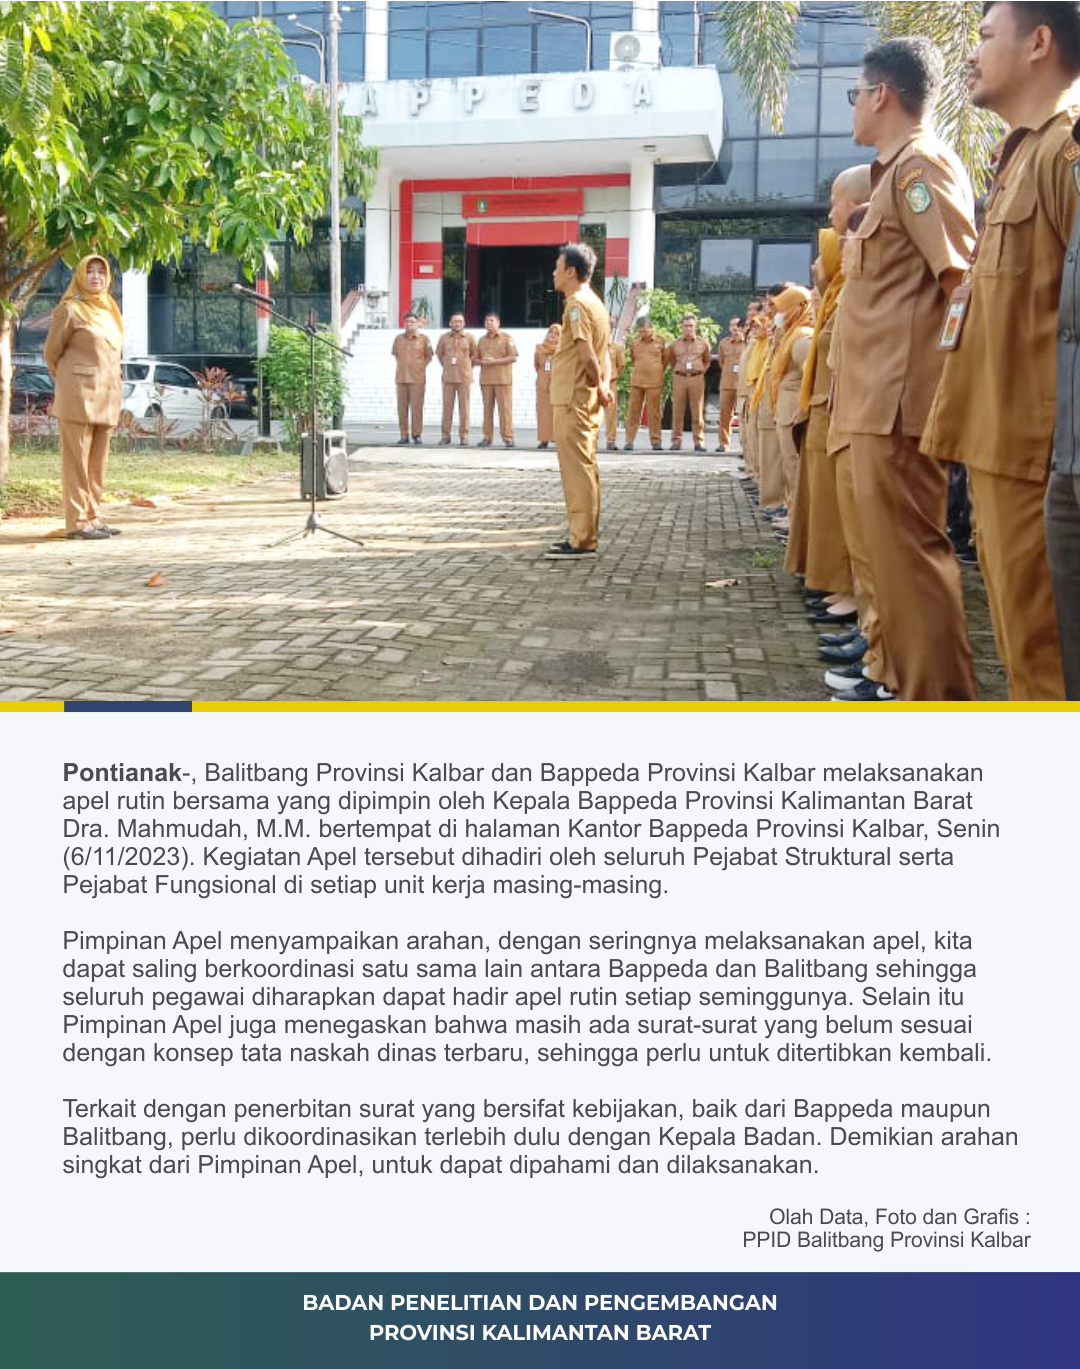 APPEDA
Pontianak-, Balitbang Provinsi Kalbar dan Bappeda Provinsi Kalbar melaksanakan
apel rutin bersama yang dipimpin oleh Kepala Bappeda Provinsi Kalimantan Barat
Dra. Mahmudah, M.M. bertempat di halaman Kantor Bappeda Provinsi Kalbar, Senin
(6/11/2023). Kegiatan Apel tersebut dihadiri oleh seluruh Pejabat Struktural serta
Pejabat Fungsional di setiap unit kerja masing-masing.
Pimpinan Apel menyampaikan arahan, dengan seringnya melaksanakan apel, kita
dapat saling berkoordinasi satu sama lain antara Bappeda dan Balitbang sehingga
seluruh pegawai diharapkan dapat hadir apel rutin setiap seminggunya. Selain itu
Pimpinan Apel juga menegaskan bahwa masih ada surat-surat yang belum sesuai
dengan konsep tata naskah dinas terbaru, sehingga perlu untuk ditertibkan kembali.
Terkait dengan penerbitan surat yang bersifat kebijakan, baik dari Bappeda maupun
Balitbang, perlu dikoordinasikan terlebih dulu dengan Kepala Badan. Demikian arahan
singkat dari Pimpinan Apel, untuk dapat dipahami dan dilaksanakan.
Olah Data, Foto dan Grafis :
PPID Balitbang Provinsi Kalbar
BADAN PENELITIAN DAN PENGEMBANGAN
PROVINSI KALIMANTAN BARAT